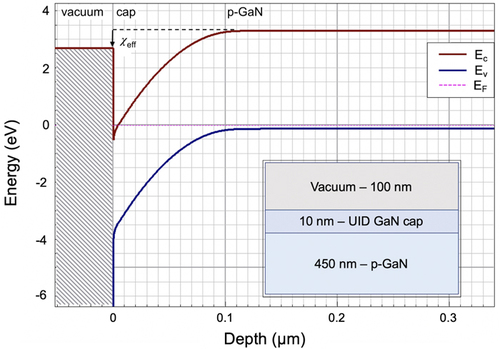 vacuum
cap
p-GaN
χeff
4
2
0
-2
-4
-6
Energy (eV)
Ec
Ev
EF
Vacuum – 100 nm
10 nm – UID GaN cap
450 nm – p-GaN
0
0.1
0.2
0.3
Depth (μm)